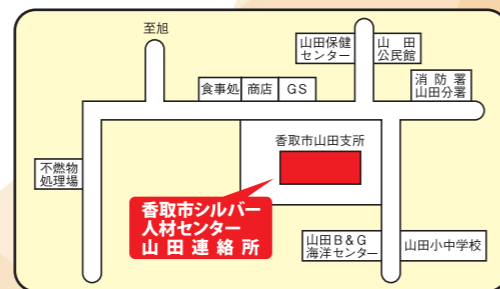 至旭
山田保健
センター
山田
公民館
消防署
山田分署
食事処
商店
GS
香取市山田支所
不燃物
処理場
香取市シルバー
人材センター
山田連絡所
山田B&G
海洋センター
山田小中学校